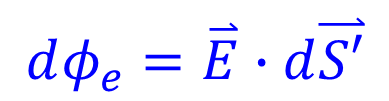 dϕₑ = E⃗ · dS⃗'